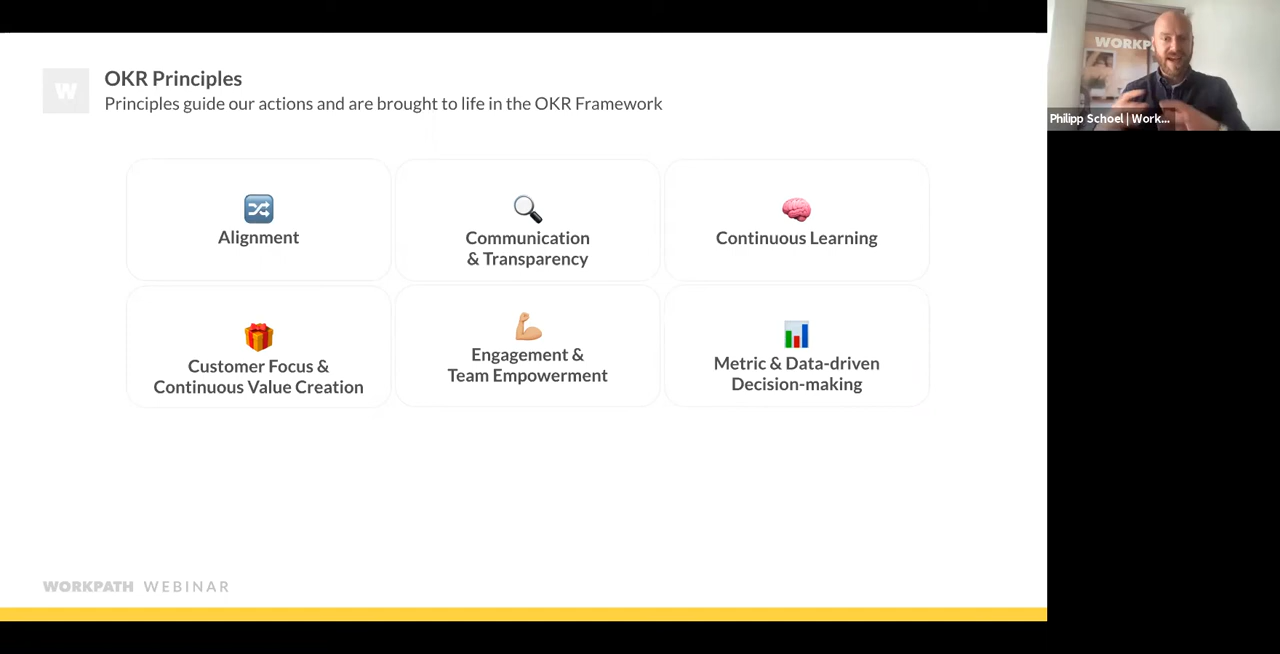 W
OKR Principles
Principles guide our actions and are brought to life in the OKR Framework
Alignment
Communication
& Transparency
Continuous Learning
Customer Focus &
Continuous Value Creation
Engagement &
Team Empowerment
Metric & Data-driven
Decision-making
WORKPATH WEBINAR
WORKP
Philipp Schoel | Work...